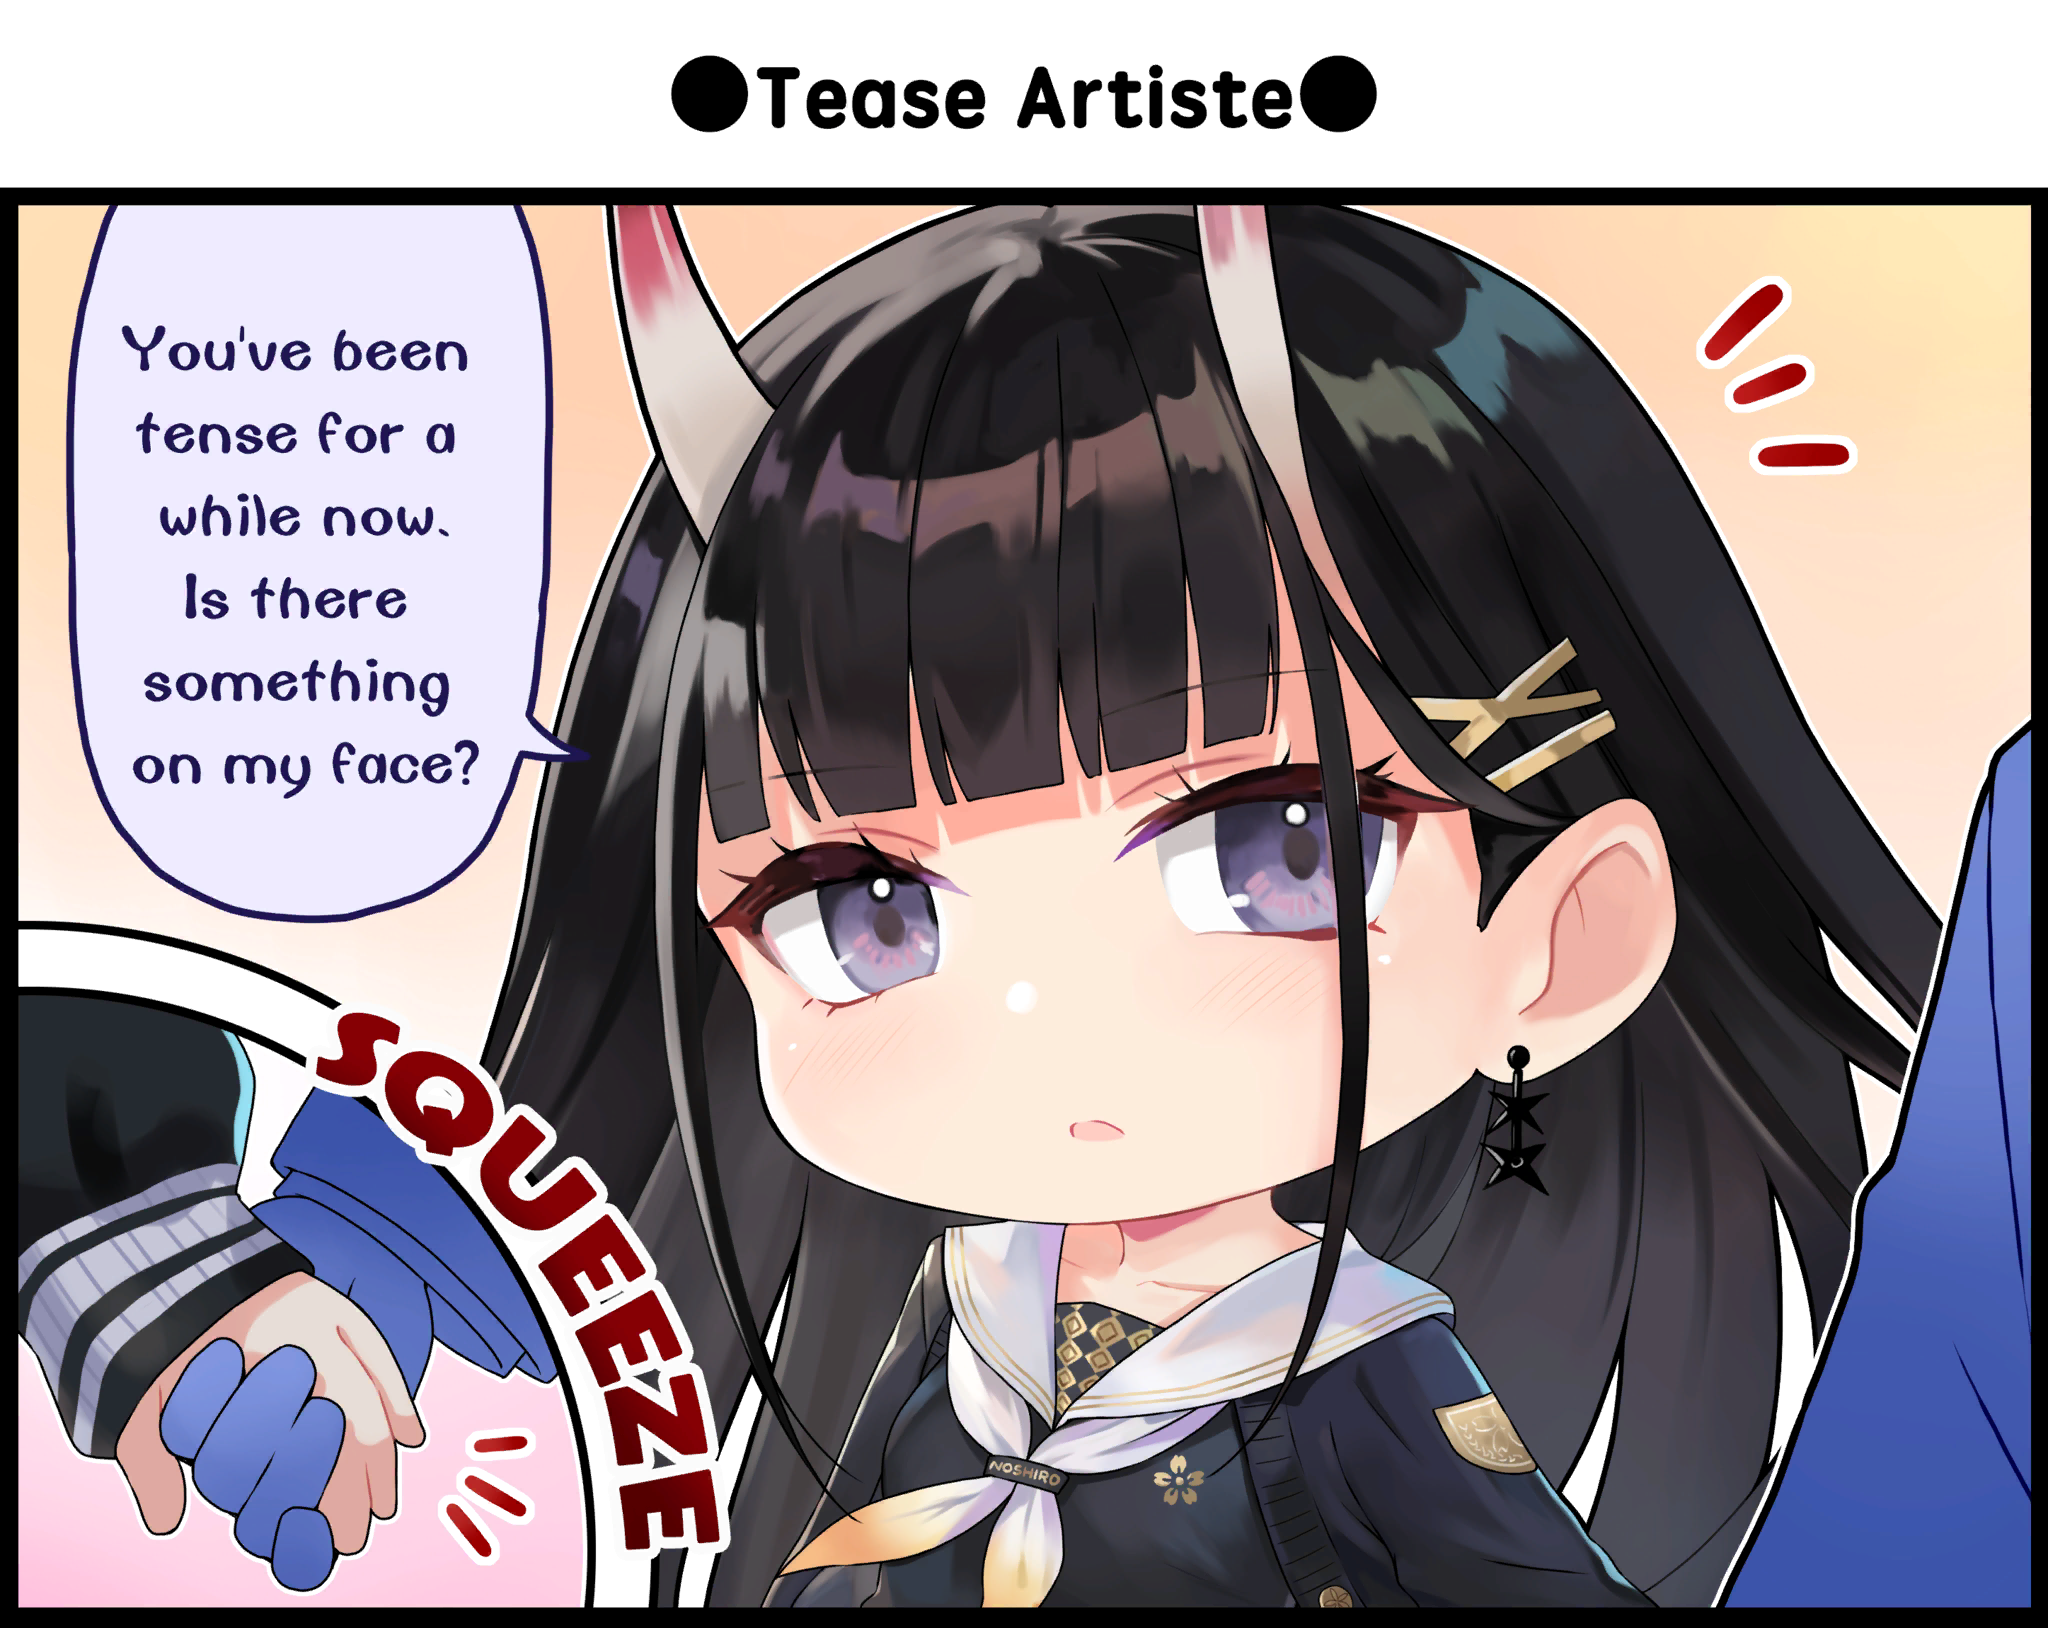 ●Tease Artiste●
You've been
tense for a
while now.
Is there
something
on my face?
SQUEEZE
NOSHIRO